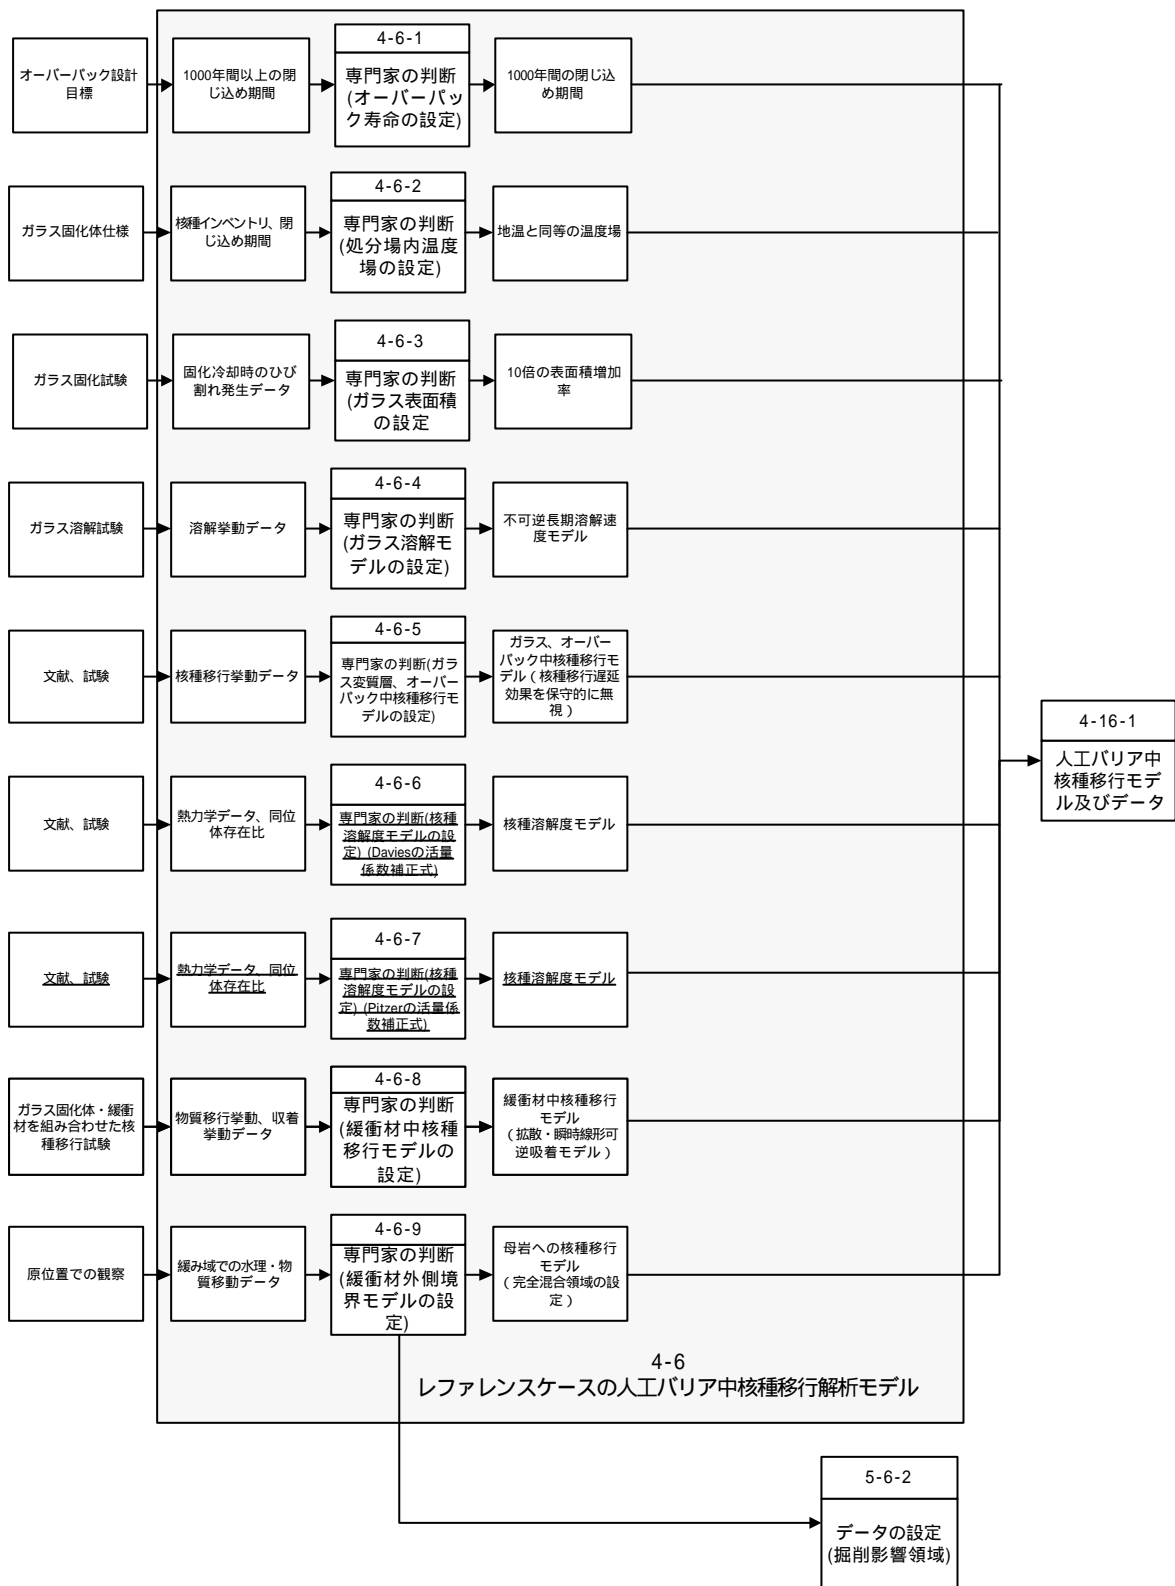 オーバーパック設計
目標
1000年間以上の閉
じ込め期間
4-6-1
専門家の判断
(オーバーパッ
ク寿命の設定)
1000年間の閉じ込
め期間
ガラス固化体仕様
核種インベントリ、閉
じ込め期間
4-6-2
専門家の判断
(処分場内温度
場の設定)
地温と同等の温度場
ガラス固化試験
固化冷却時のひび
割れ発生データ
4-6-3
専門家の判断
(ガラス表面積
の設定
10倍の表面積増加
率
ガラス溶解試験
溶解挙動データ
4-6-4
専門家の判断
(ガラス溶解モ
デルの設定)
不可逆長期溶解速
度モデル
文献、試験
核種移行挙動データ
4-6-5
専門家の判断(ガラ
ス変質層、オーバー
パック中核種移行モ
デルの設定)
ガラス、オーバー
パック中核種移行モ
デル（核種移行遅延
効果を保守的に無
視）
文献、試験
熱力学データ、同位
体存在比
4-6-6
専門家の判断(核種
溶解度モデルの設
定) (Daviesの活量
係数補正式)
核種溶解度モデル
文献、試験
熱力学データ、同位
体存在比
4-6-7
専門家の判断(核種
溶解度モデルの設
定) (Pitzerの活量係
数補正式)
核種溶解度モデル
ガラス固化体・緩衝
材を組み合わせた核
種移行試験
物質移行挙動、収着
挙動データ
4-6-8
専門家の判断
(緩衝材中核種
移行モデルの
設定)
緩衝材中核種移行
モデル
（拡散・瞬時線形可
逆吸着モデル）
原位置での観察
緩み域での水理・物
質移動データ
4-6-9
専門家の判断
(緩衝材外側境
界モデルの設
定)
母岩への核種移行
モデル
（完全混合領域の設
定）
4-6
レファレンスケースの人工バリア中核種移行解析モデル
4-16-1
人工バリア中
核種移行モデ
ル及びデータ
5-6-2
データの設定
(掘削影響領域)